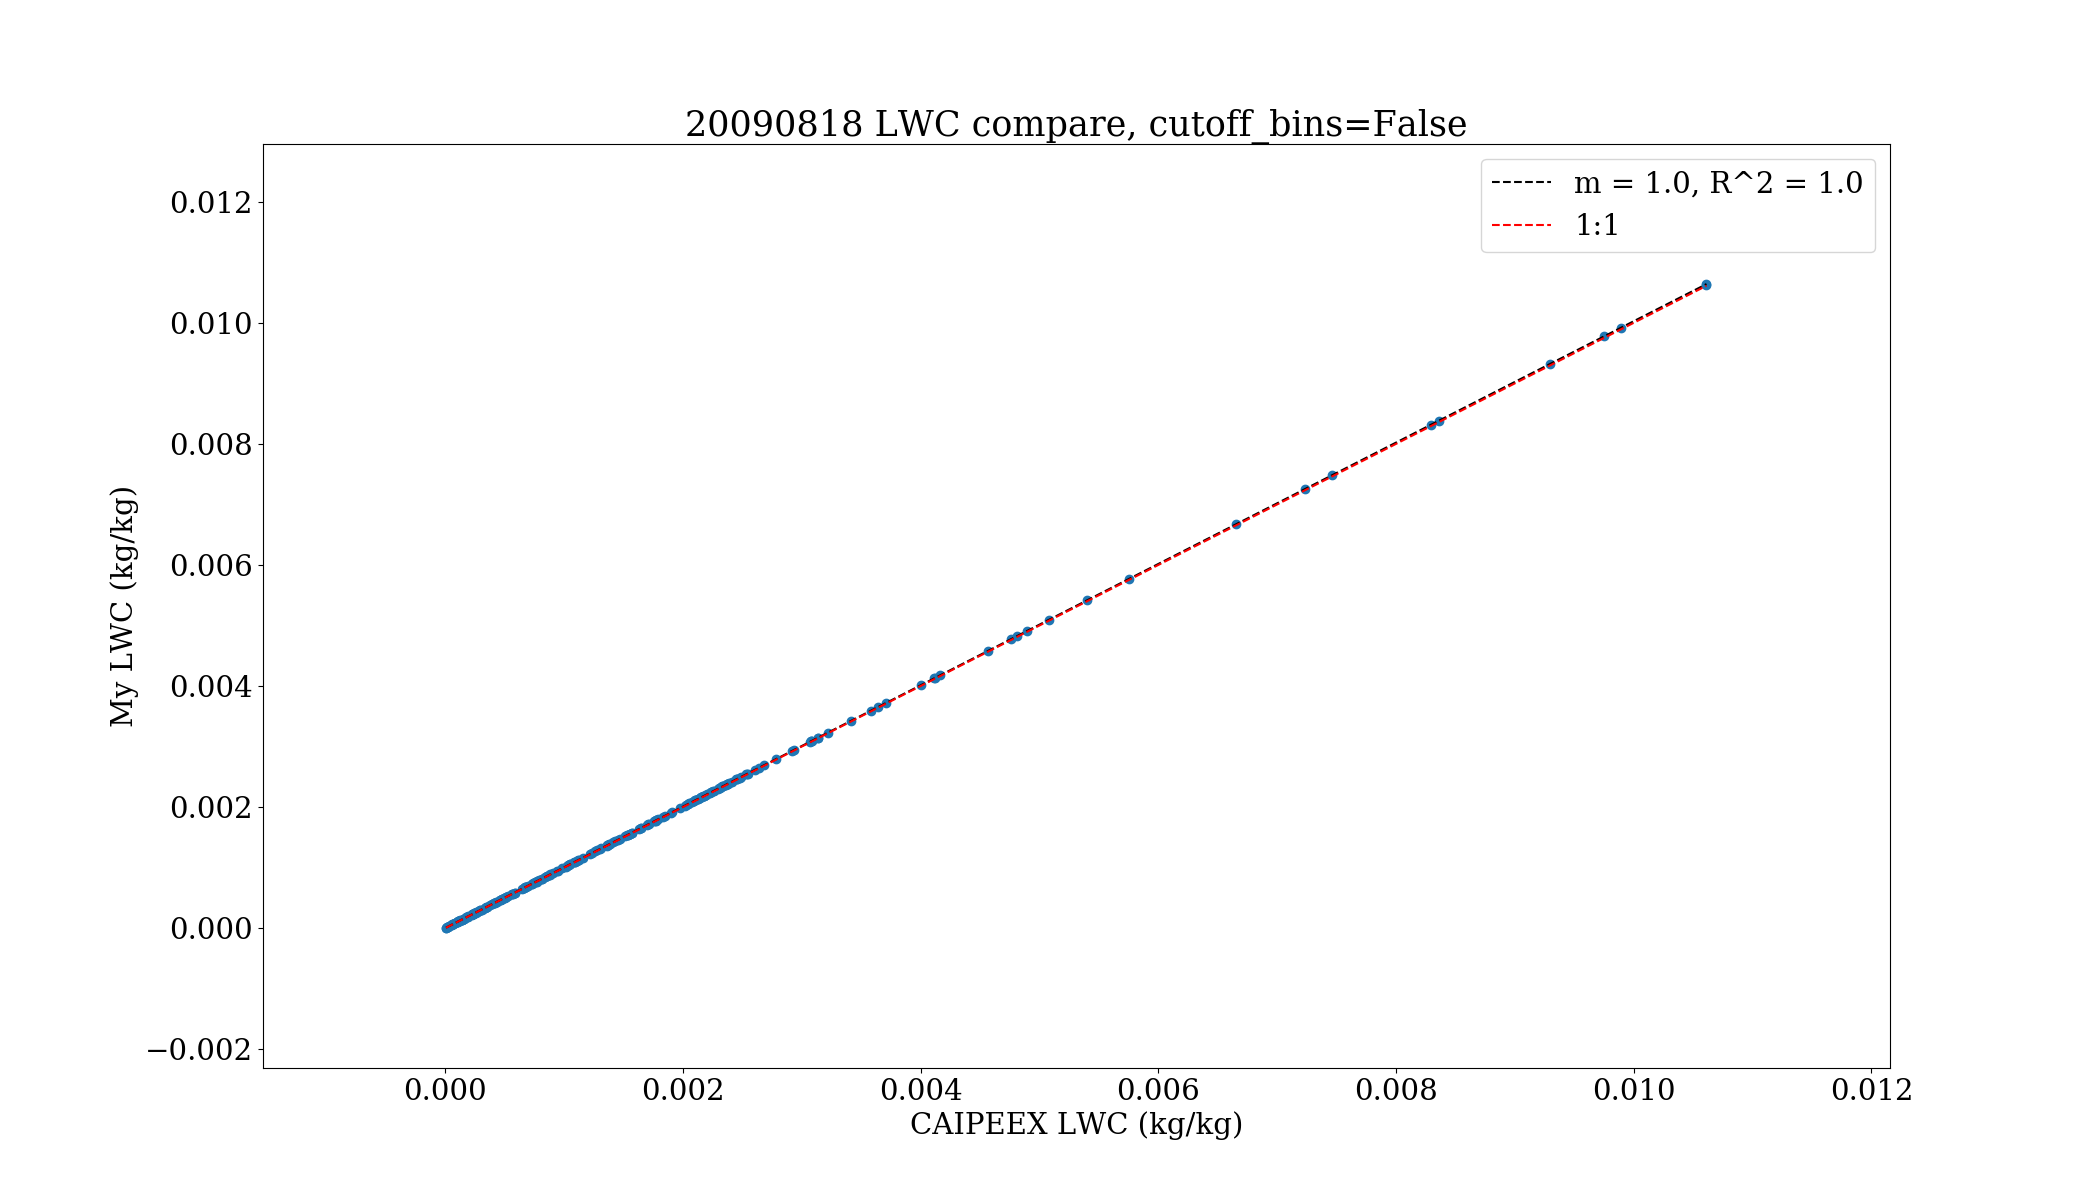 20090818 LWC compare, cutoff_bins=False
m = 1.0, R^2 = 1.0
1:1
0.012
0.010
0.008
0.006
0.004
0.002
0.000
−0.002
My LWC (kg/kg)
0.000 0.002 0.004 0.006 0.008 0.010 0.012
CAIPEEX LWC (kg/kg)